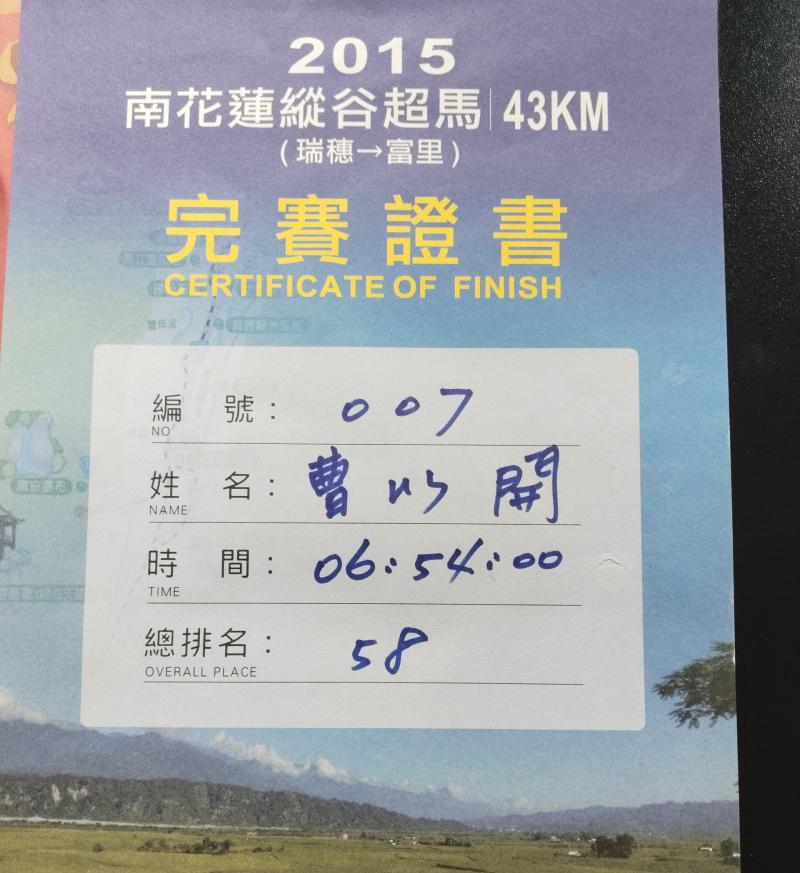 2015
南花蓮縱谷超馬|43KM
(瑞穗→富里)
完賽證書
CERTIFICATE OF FINISH
編 號: 007
NO
姓 名: 曹以開
NAME
時 間: 06:54:00
TIME
總排名: 58
OVERALL PLACE